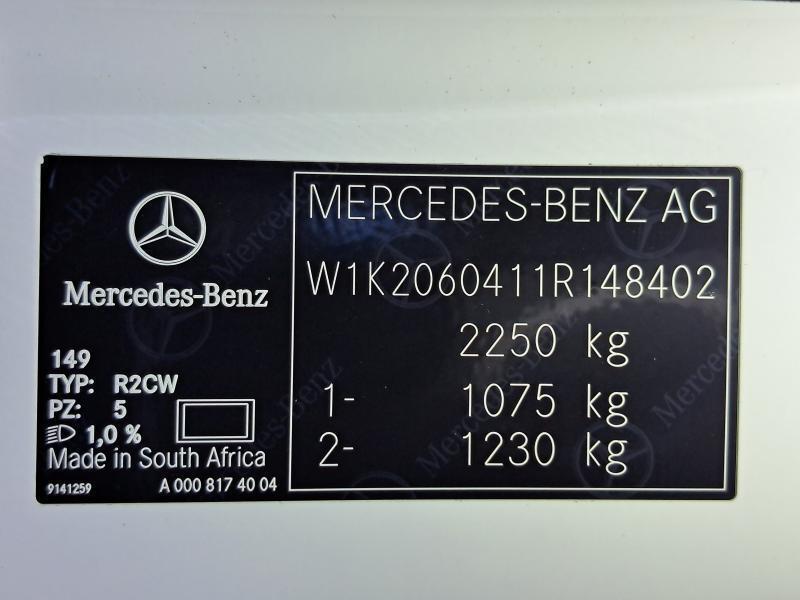 Mercedes-Benz
149
TYP: R2CW
PZ: 5
1,0 %
Made in South Africa
9141259 A 000 817 40 04
MERCEDES-BENZ AG
W1K2060411R148402
2250 kg
1- 1075 kg
2- 1230 kg